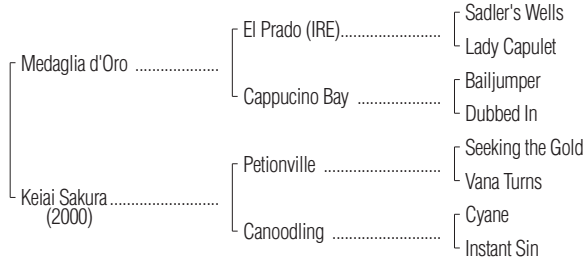 Sadler's Wells
El Prado (IRE)....................
Lady Capulet
Medaglia d'Oro ....................
Bailjumper
Cappucino Bay ....................
Dubbed In
Seeking the Gold
Petionville ............................
Vana Turns
Keiai Sakura..........................
(2000)
Cyane
Canoodling ..........................
Instant Sin